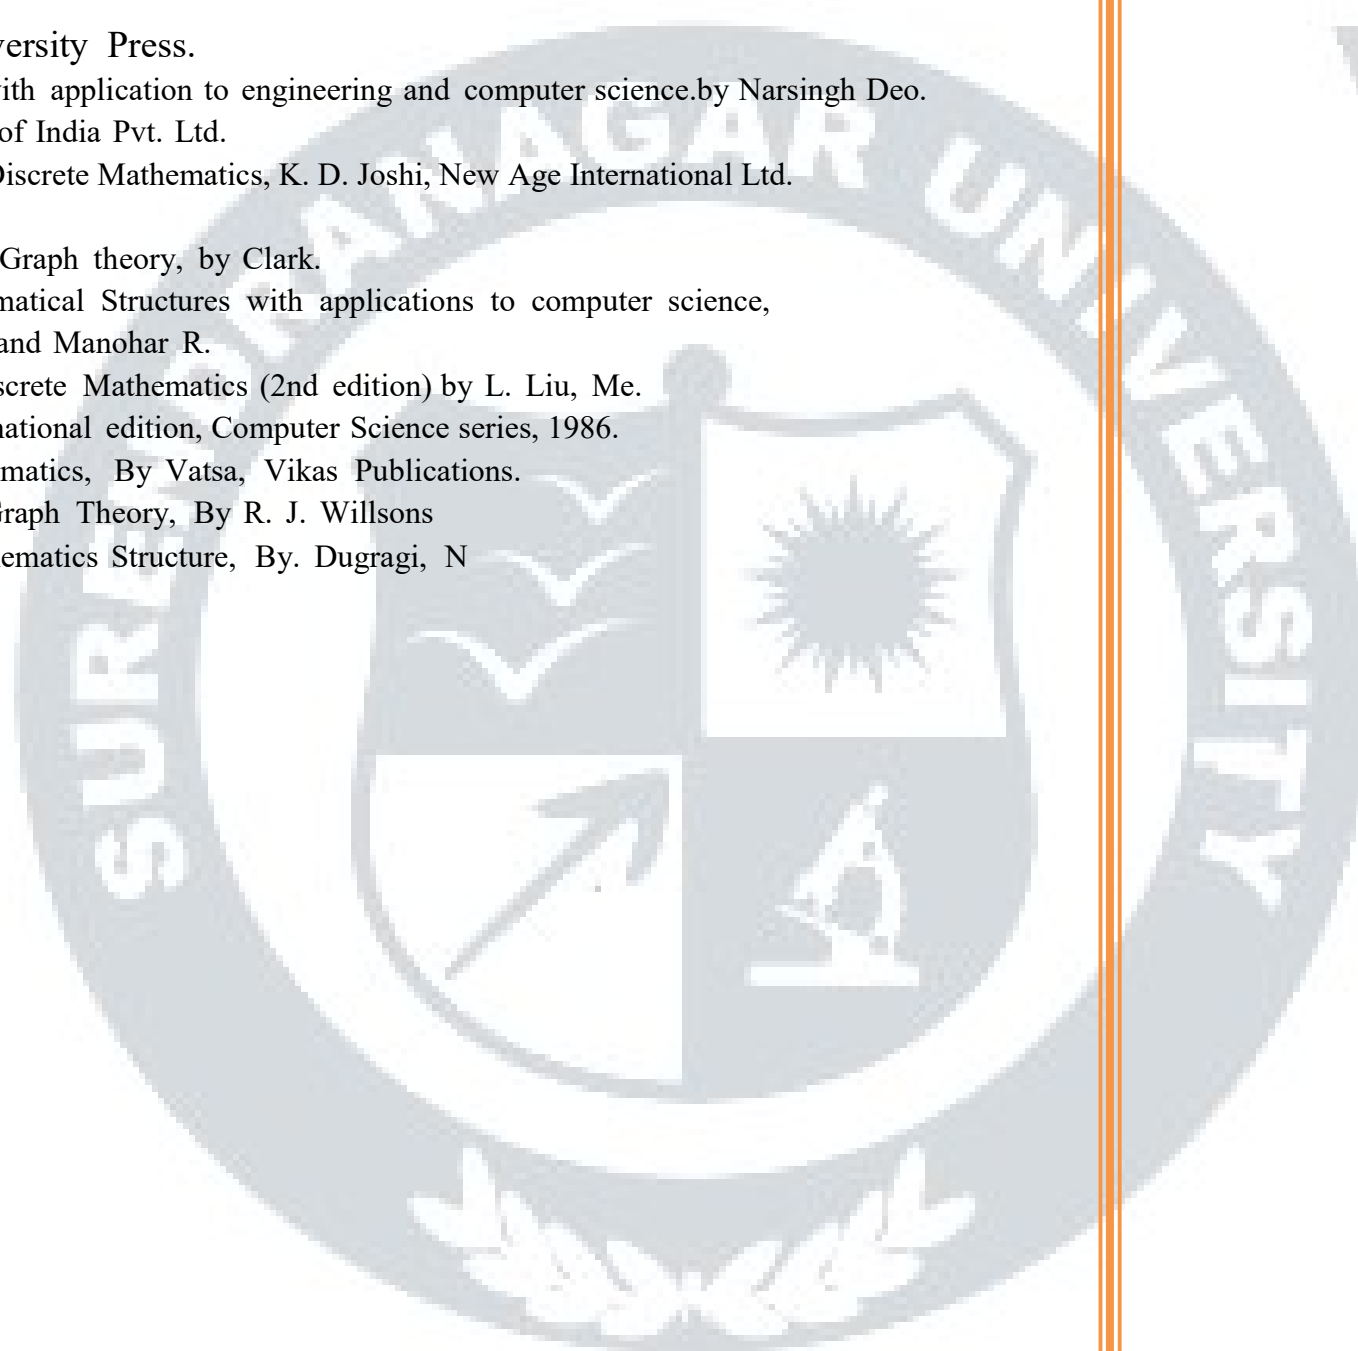 versity Press.
with application to engineering and computer science.by Narsingh Deo.
of India Pvt. Ltd.
Discrete Mathematics, K. D. Joshi, New Age International Ltd.
Graph theory, by Clark.
matical Structures with applications to computer science,
and Manohar R.
screte Mathematics (2nd edition) by L. Liu, Me.
national edition, Computer Science series, 1986.
matics, By Vatsa, Vikas Publications.
Graph Theory, By R. J. Willsons
ematics Structure, By. Dugragi, N
SURENDRANAGAR UNIVERSITY